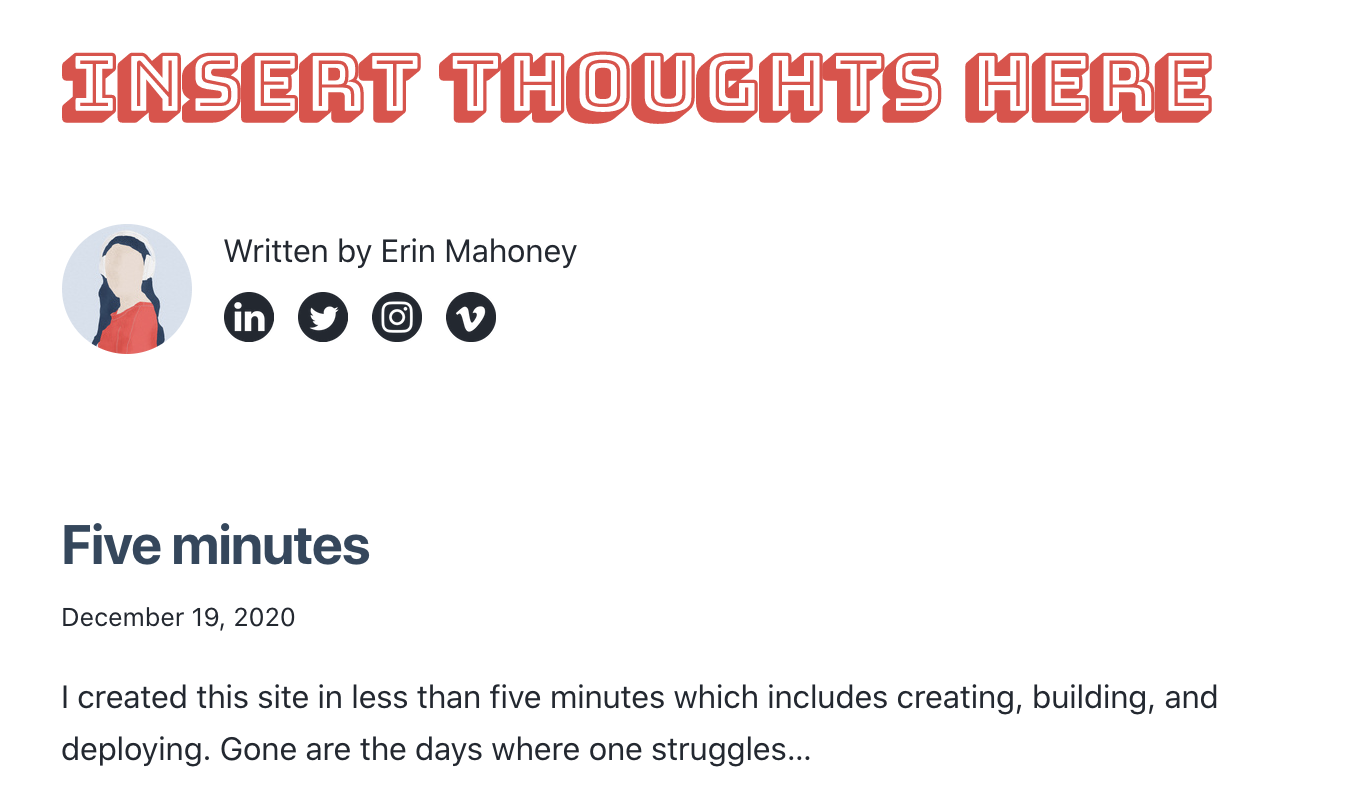 INSERT THOUGHTS HERE
Written by Erin Mahoney
in
Five minutes
December 19, 2020
I created this site in less than five minutes which includes creating, building, and
deploying. Gone are the days where one struggles...